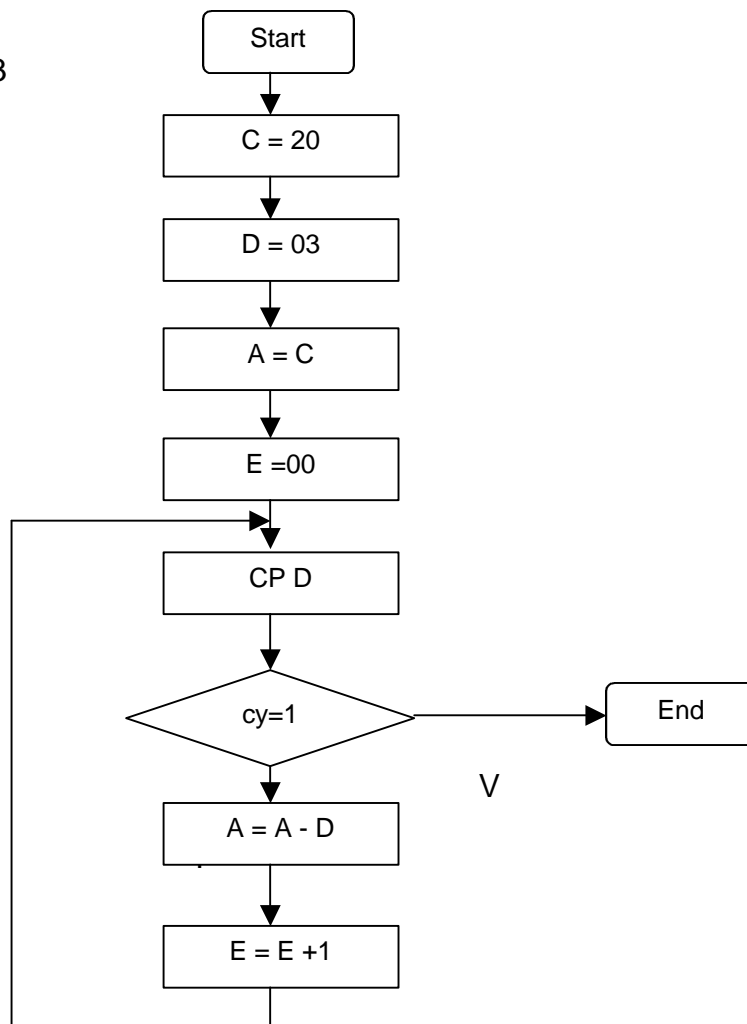 Start
3
C = 20
D = 03
A = C
E =00
CP D
cy=1
End
V
A = A - D
E = E +1